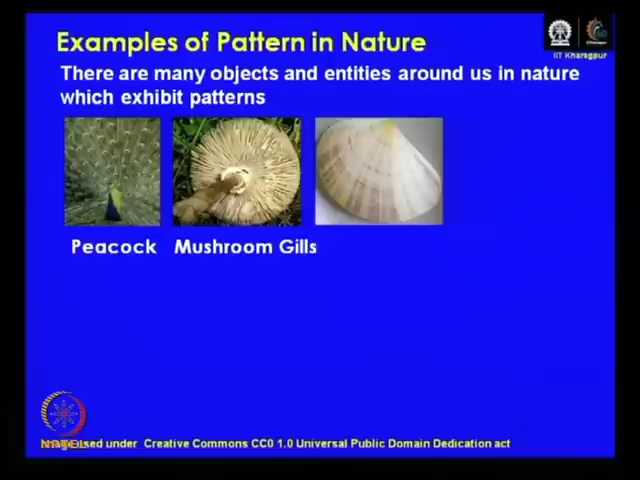 Examples of Pattern in Nature
IIT Kharagpur
There are many objects and entities around us in nature
which exhibit patterns
Peacock Mushroom Gills
used under Creative Commons CC0 1.0 Universal Public Domain Dedication act
NPTEL